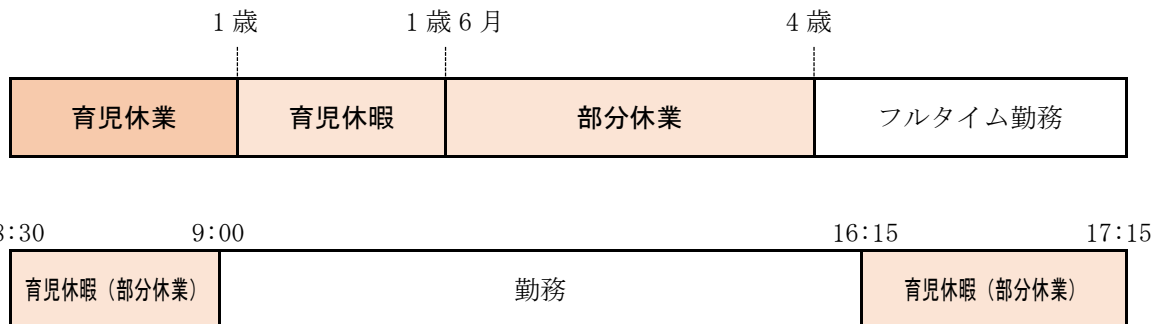 1歳 1歳6月 4歳
育児休業 育児休暇 部分休業 フルタイム勤務
8:30 9:00 16:15 17:15
育児休暇（部分休業） 勤務 育児休暇（部分休業）